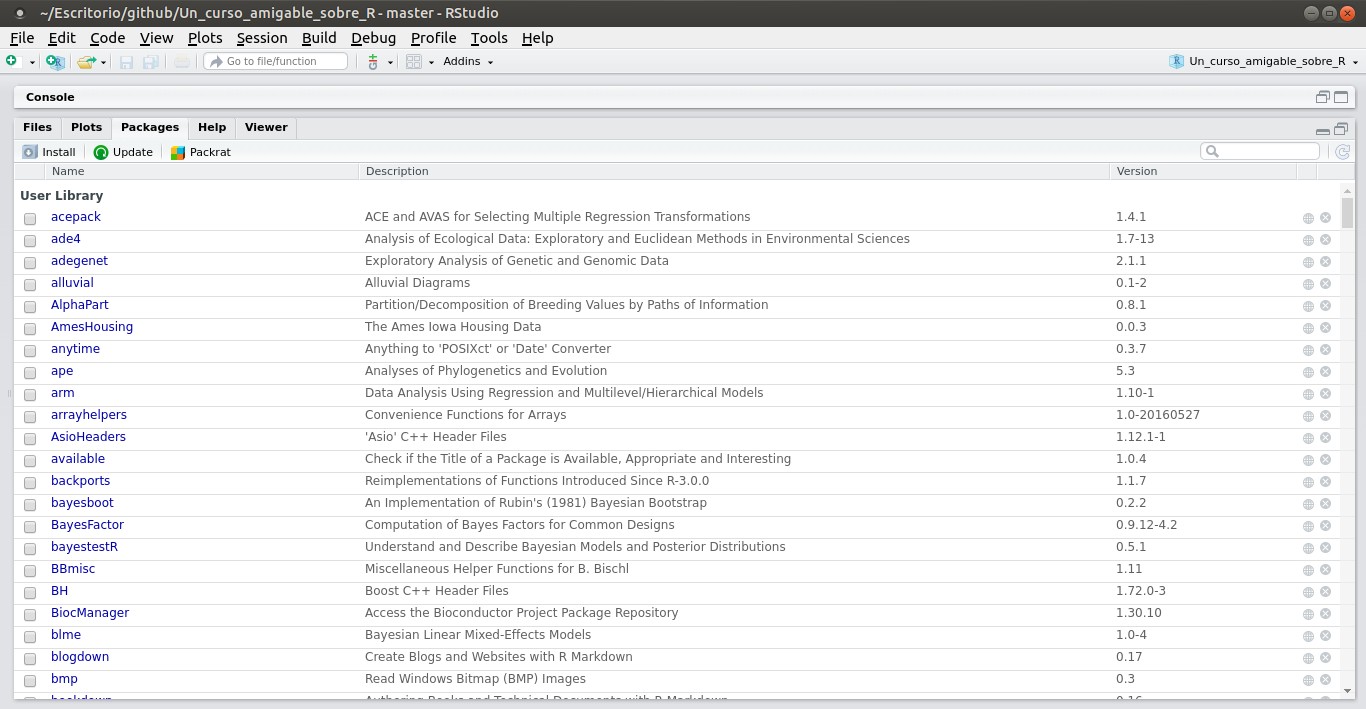 ~/Escritorio/github/Un_curso_amigable_sobre_R - master - RStudio
File Edit Code View Plots Session Build Debug Profile Tools Help
Go to file/function Addins Un_curso_amigable_sobre_R
Console
Files Plots Packages Help Viewer
Install Update Packrat
Name Description Version
User Library
acepack ACE and AVAS for Selecting Multiple Regression Transformations 1.4.1
ade4 Analysis of Ecological Data: Exploratory and Euclidean Methods in Environmental Sciences 1.7-13
adegenet Exploratory Analysis of Genetic and Genomic Data 2.1.1
alluvial Alluvial Diagrams 0.1-2
AlphaPart Partition/Decomposition of Breeding Values by Paths of Information 0.8.1
AmesHousing The Ames Iowa Housing Data 0.0.3
anytime Anything to 'POSIXct' or 'Date' Converter 0.3.7
ape Analyses of Phylogenetics and Evolution 5.3
arm Data Analysis Using Regression and Multilevel/Hierarchical Models 1.10-1
arrayhelpers Convenience Functions for Arrays 1.0-20160527
AsioHeaders 'Asio' C++ Header Files 1.12.1-1
available Check if the Title of a Package is Available, Appropriate and Interesting 1.0.4
backports Reimplementations of Functions Introduced Since R-3.0.0 1.1.7
bayesboot An Implementation of Rubin's (1981) Bayesian Bootstrap 0.2.2
BayesFactor Computation of Bayes Factors for Common Designs 0.9.12-4.2
bayestestR Understand and Describe Bayesian Models and Posterior Distributions 0.5.1
BBmisc Miscellaneous Helper Functions for B. Bischl 1.11
BH Boost C++ Header Files 1.72.0-3
BiocManager Access the Bioconductor Project Package Repository 1.30.10
blme Bayesian Linear Mixed-Effects Models 1.0-4
blogdown Create Blogs and Websites with R Markdown 0.17
bmp Read Windows Bitmap (BMP) Images 0.3
bookdown Authoring Books and Technical Documents with R Markdown